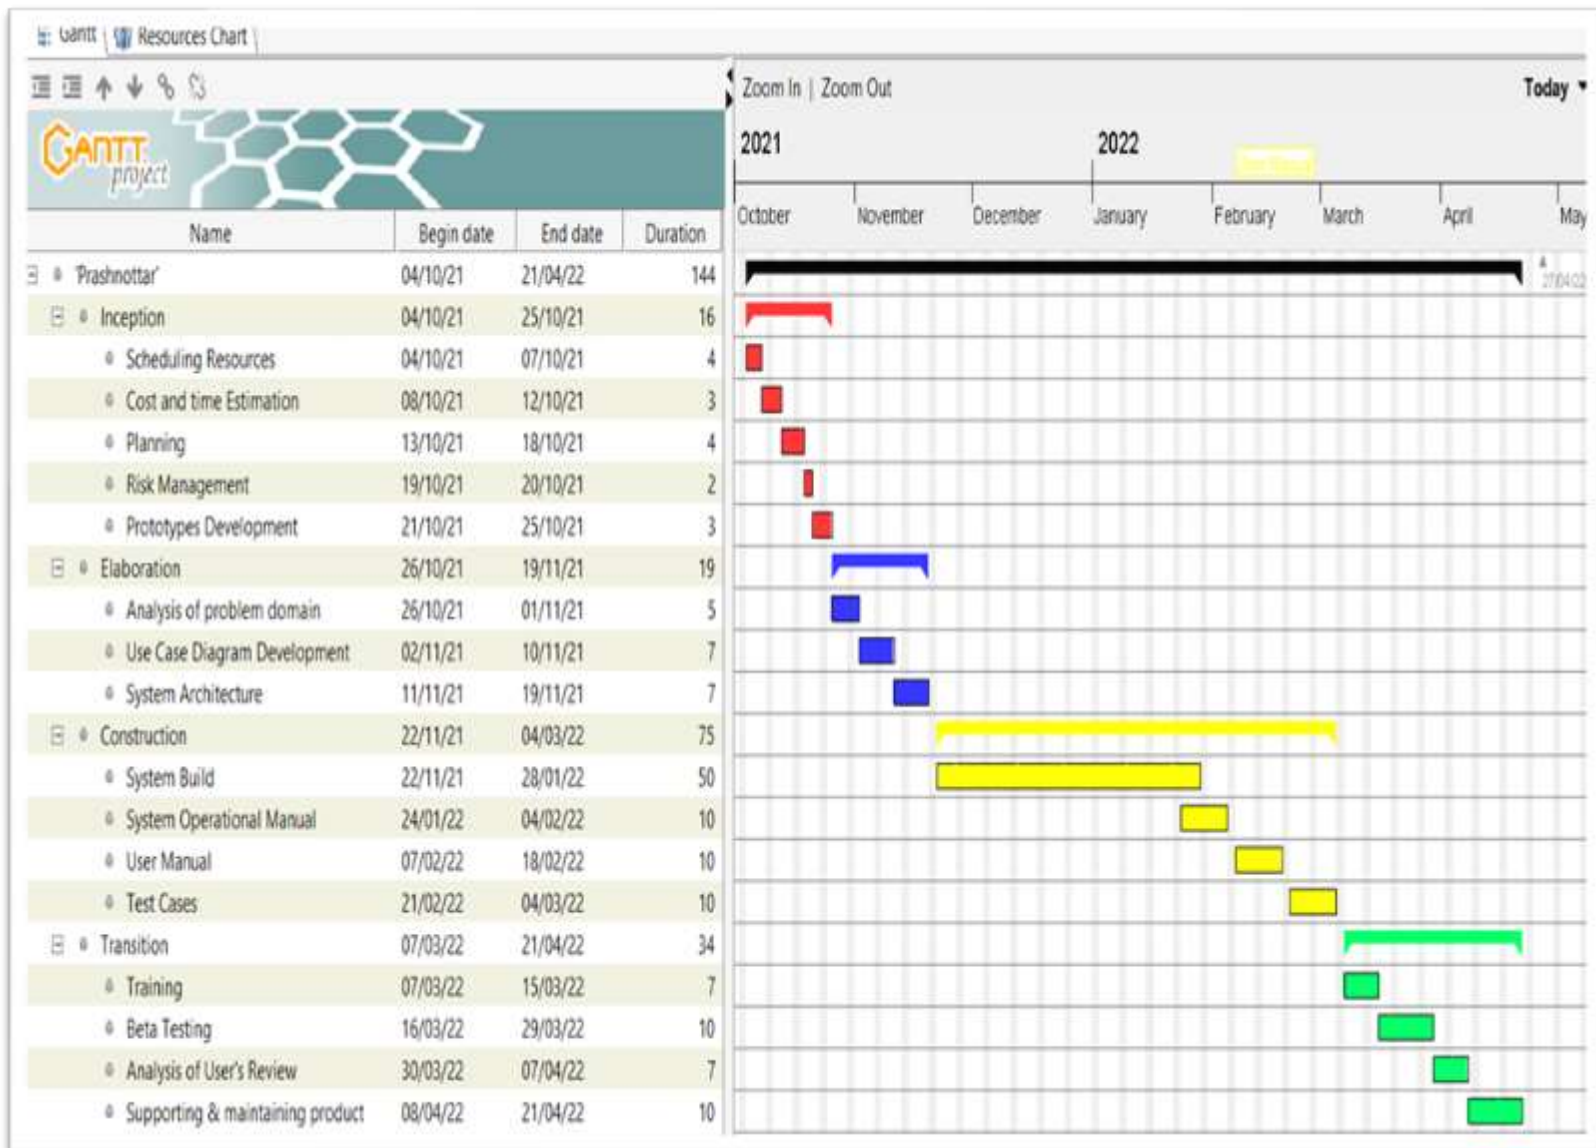 Gantt Resources Chart
Zoom In | Zoom Out Today
GANTT project
2021 2022
October November December January February March April May
Name Begin date End date Duration
'Prashnottar' 04/10/21 21/04/22 144
27/04/22
Inception 04/10/21 25/10/21 16
Scheduling Resources 04/10/21 07/10/21 4
Cost and time Estimation 08/10/21 12/10/21 3
Planning 13/10/21 18/10/21 4
Risk Management 19/10/21 20/10/21 2
Prototypes Development 21/10/21 25/10/21 3
Elaboration 26/10/21 19/11/21 19
Analysis of problem domain 26/10/21 01/11/21 5
Use Case Diagram Development 02/11/21 10/11/21 7
System Architecture 11/11/21 19/11/21 7
Construction 22/11/21 04/03/22 75
System Build 22/11/21 28/01/22 50
System Operational Manual 24/01/22 04/02/22 10
User Manual 07/02/22 18/02/22 10
Test Cases 21/02/22 04/03/22 10
Transition 07/03/22 21/04/22 34
Training 07/03/22 15/03/22 7
Beta Testing 16/03/22 29/03/22 10
Analysis of User's Review 30/03/22 07/04/22 7
Supporting & maintaining product 08/04/22 21/04/22 10